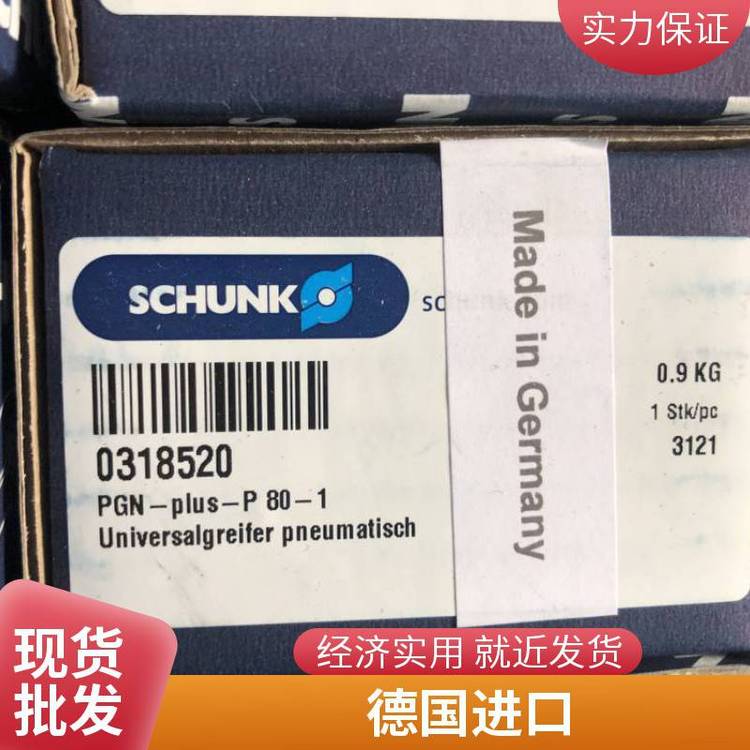 实力保证
SCHUNK
Made in Germany
0.9 KG
1 Stk/pc
3121
0318520
PGN-plus-P 80-1
Universalgreifer pneumatisch
现货
批发
经济实用 就近发货
德国进口